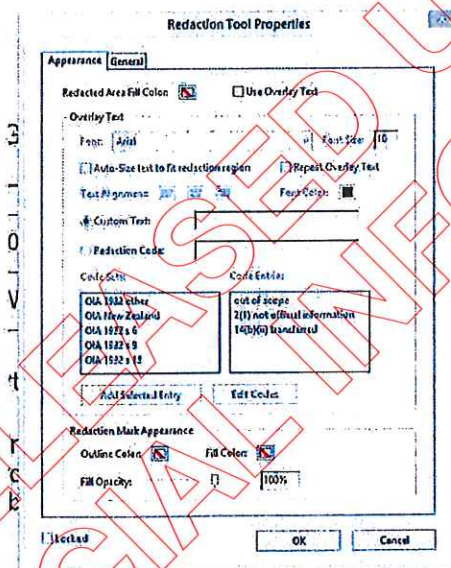 Redaction Tool Properties
Appearance General
Redacted Area Fill Color: Use Overlay Text
Overlay Text
Font: Arial Font Size: 10
Auto-Size text to fit redaction region Repeat Overlay Text
Text Alignment: Font Color:
Custom Text:
Redaction Code:
Code Sets: Code Entries
OIA 1982 other out of scope
OIA New Zealand 2(1) not official information
OIA 1982 s 6 14(b)(ii) transferred
OIA 1982 s 9
OIA 1982 s 18
Add Selected Entry Edit Codes
Redaction Mark Appearance
Outline Color: Fill Color:
Fill Opacity: 100%
Locked OK Cancel